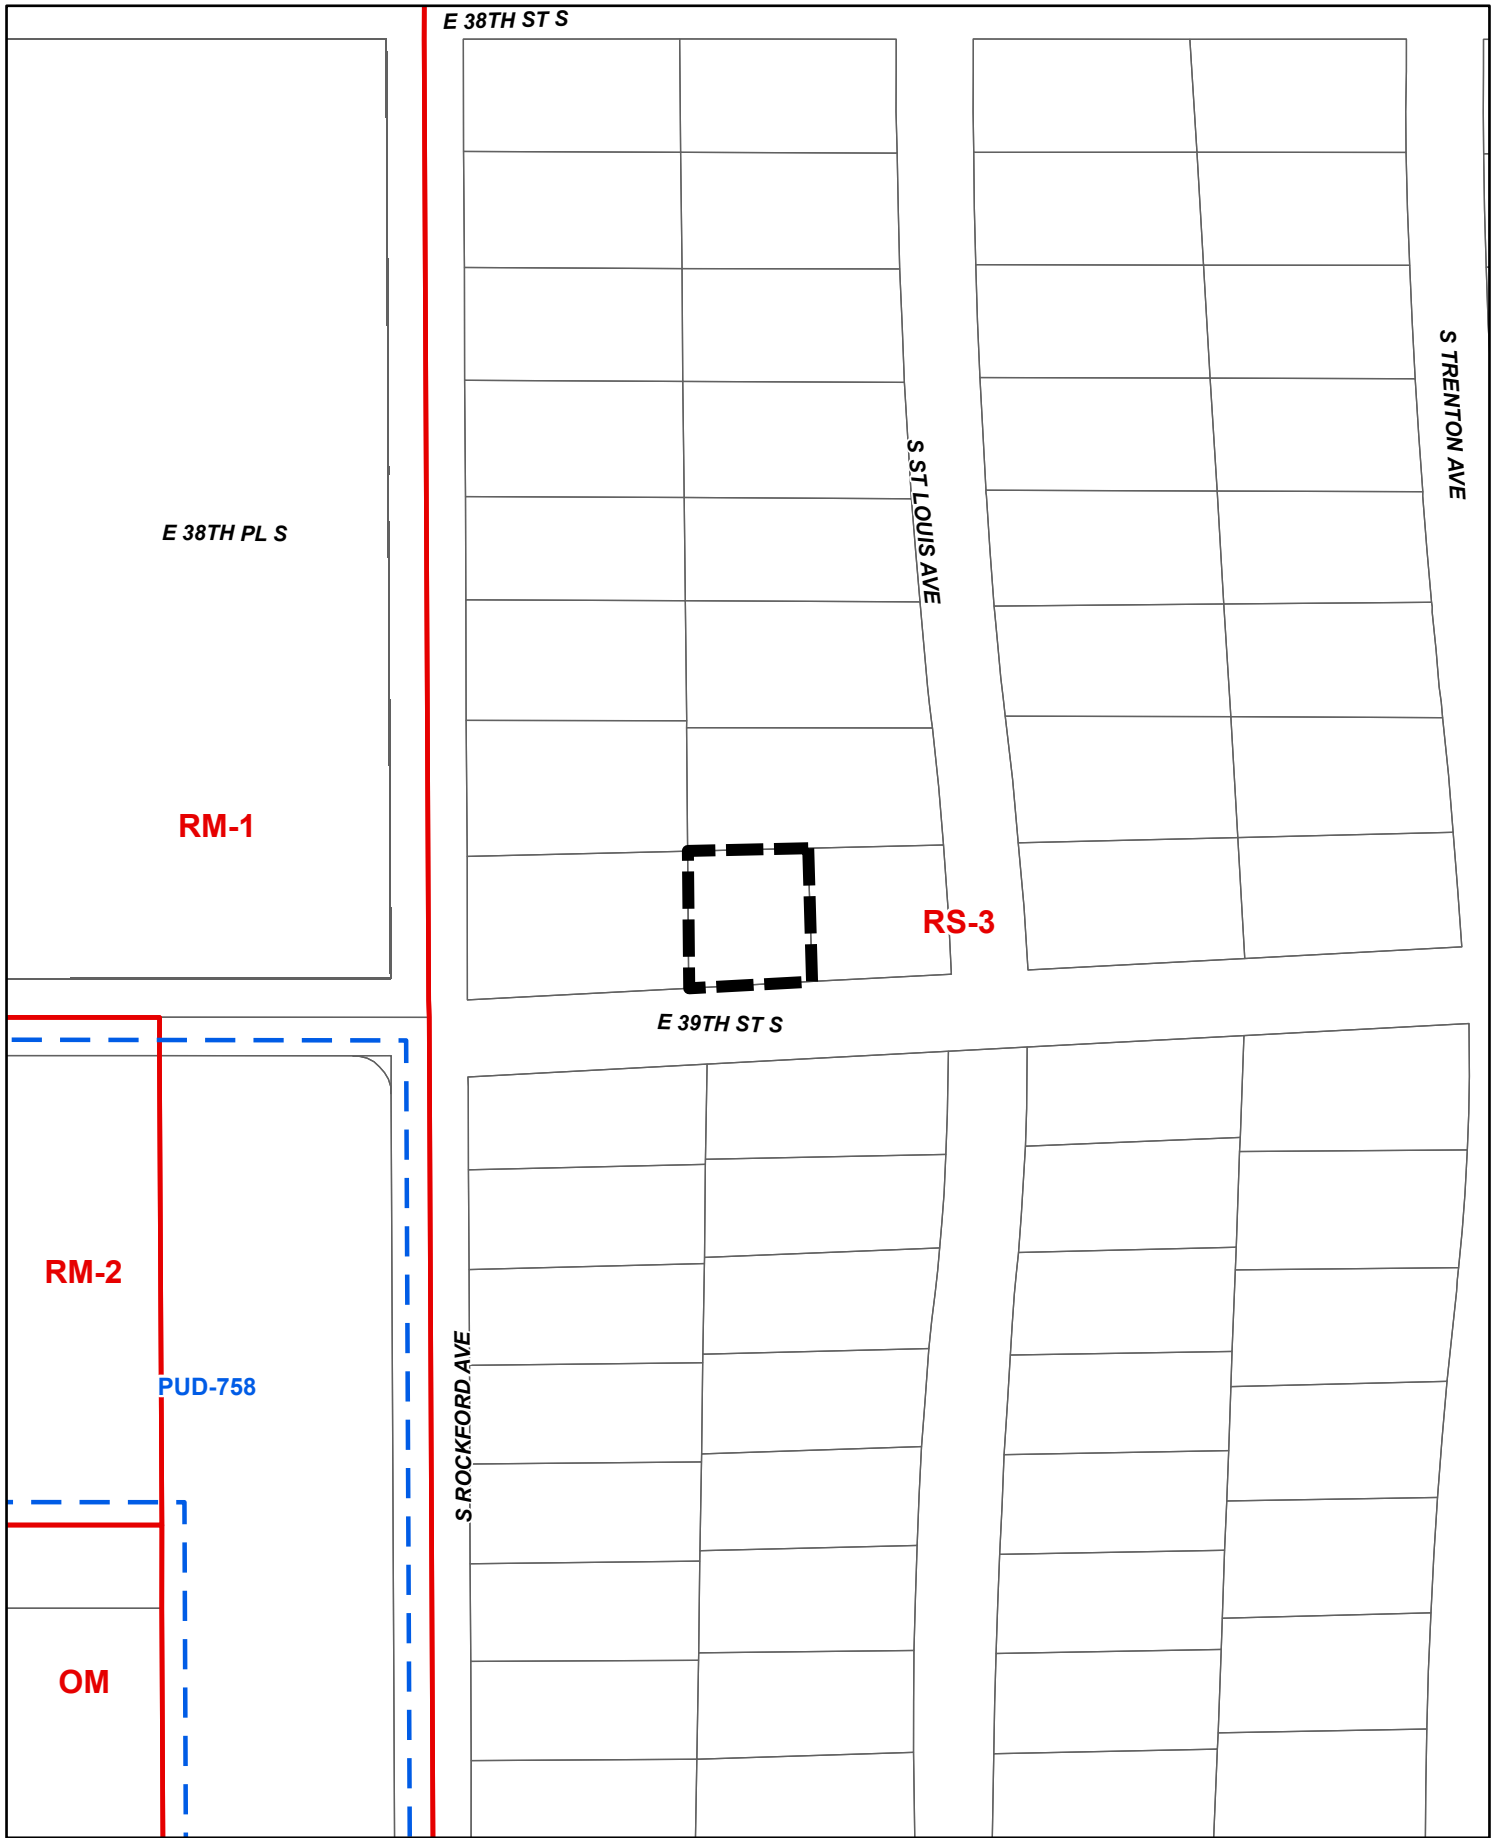 E 38TH ST S
S TRENTON AVE
S ST LOUIS AVE
E 38TH PL S
RM-1
RS-3
E 39TH ST S
RM-2
S ROCKFORD AVE
PUD-758
OM